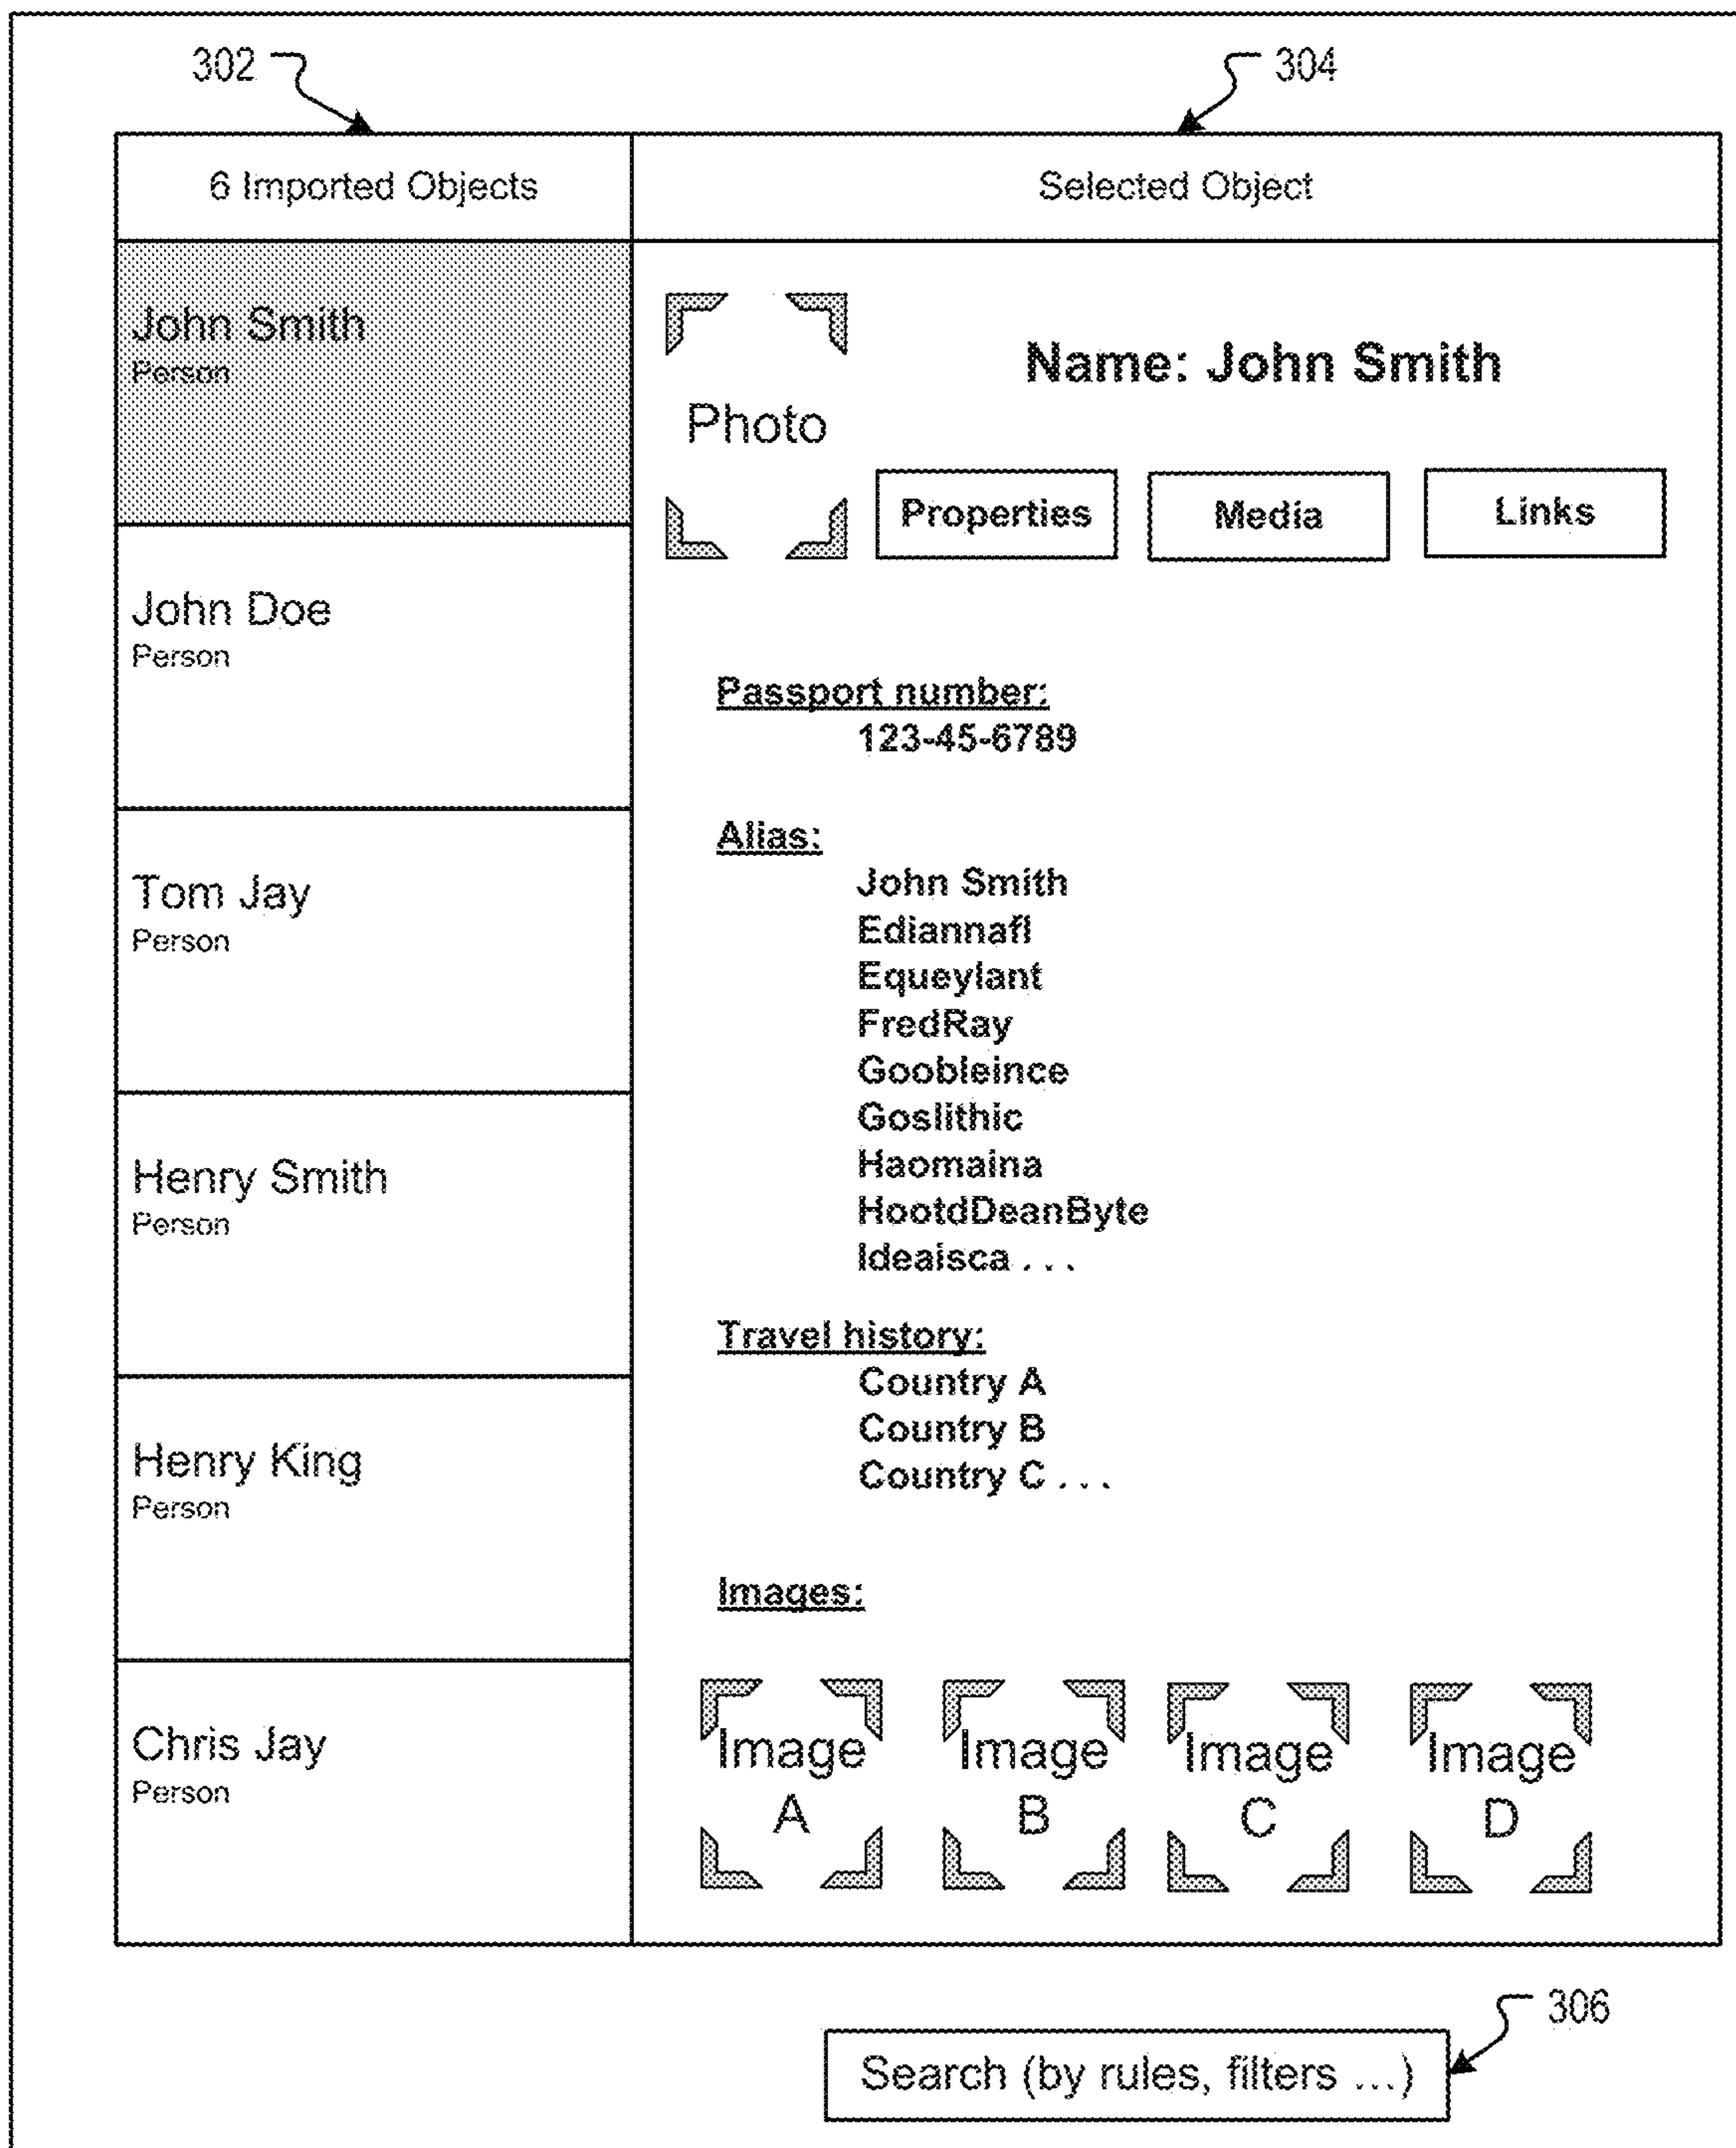 302
304
6 Imported Objects
Selected Object
John Smith
Person
John Doe
Person
Tom Jay
Person
Henry Smith
Person
Henry King
Person
Chris Jay
Person
Photo
Name: John Smith
Properties
Media
Links
Passport number:
123-45-6789
Alias:
John Smith
Ediannafl
Equeylant
FredRay
Goobleince
Goslithic
Haomaina
HootdDeanByte
Ideaisca . . .
Travel history:
Country A
Country B
Country C . . .
Images:
Image
A
Image
B
Image
C
Image
D
306
Search (by rules, filters ...)